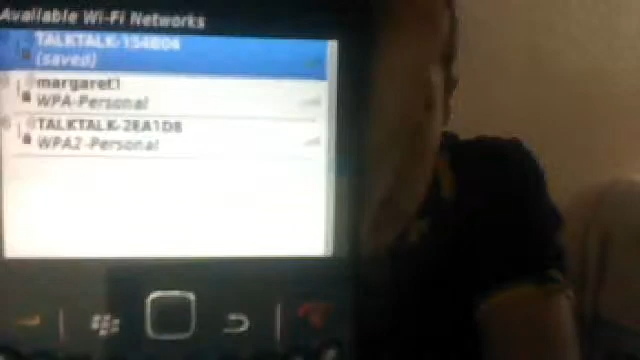 Available Wi-Fi Networks
TALKTALK-154B04
(saved)
margaret1
WPA-Personal
TALKTALK-2EA1D8
WPA2-Personal